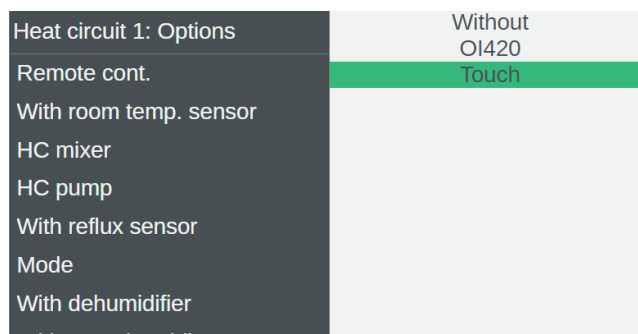 Heat circuit 1: Options
Remote cont.
With room temp. sensor
HC mixer
HC pump
With reflux sensor
Mode
With dehumidifier
Without
OI420
Touch